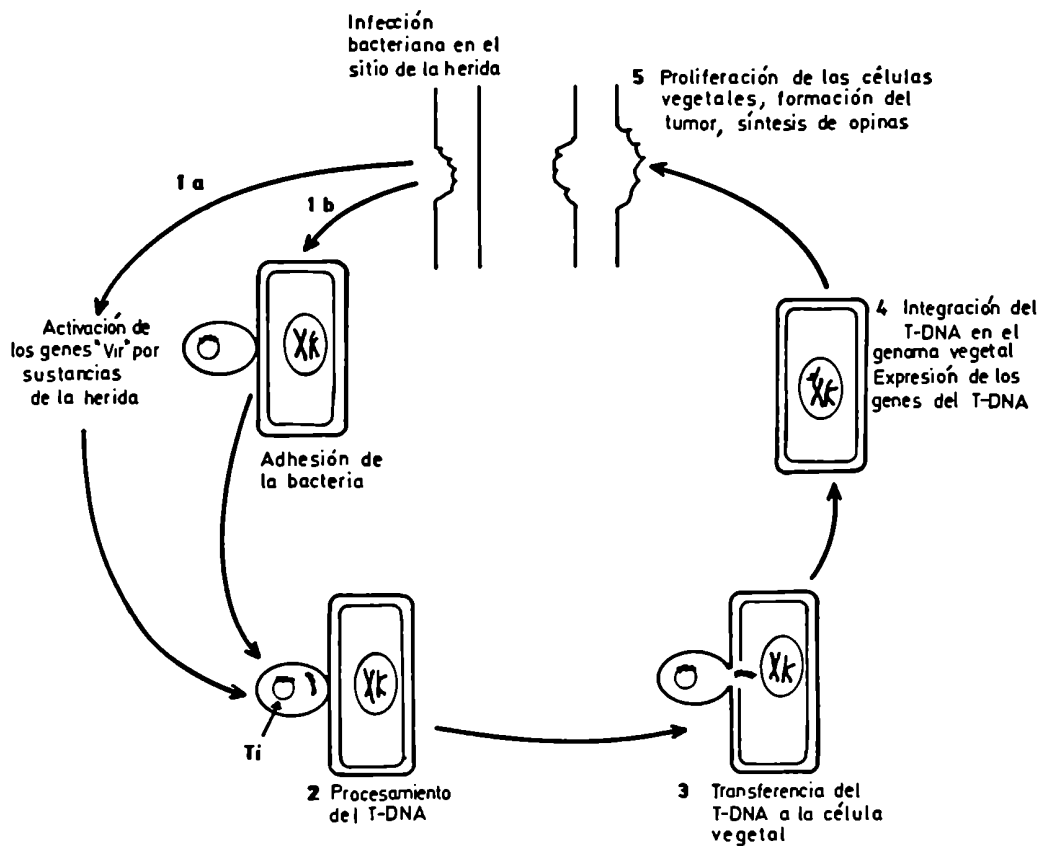 Infección
bacteriana en el
sitio de la herida
5 Proliferación de las células
vegetales, formación del
tumor, síntesis de opinas
1a
1b
Activación de
los genes "Vir" por
sustancias
de la herida
Adhesión de
la bacteria
4 Integración del
T-DNA en el
genoma vegetal
Expresión de los
genes del T-DNA
Ti
2 Procesamiento
del T-DNA
3 Transferencia del
T-DNA a la célula
vegetal